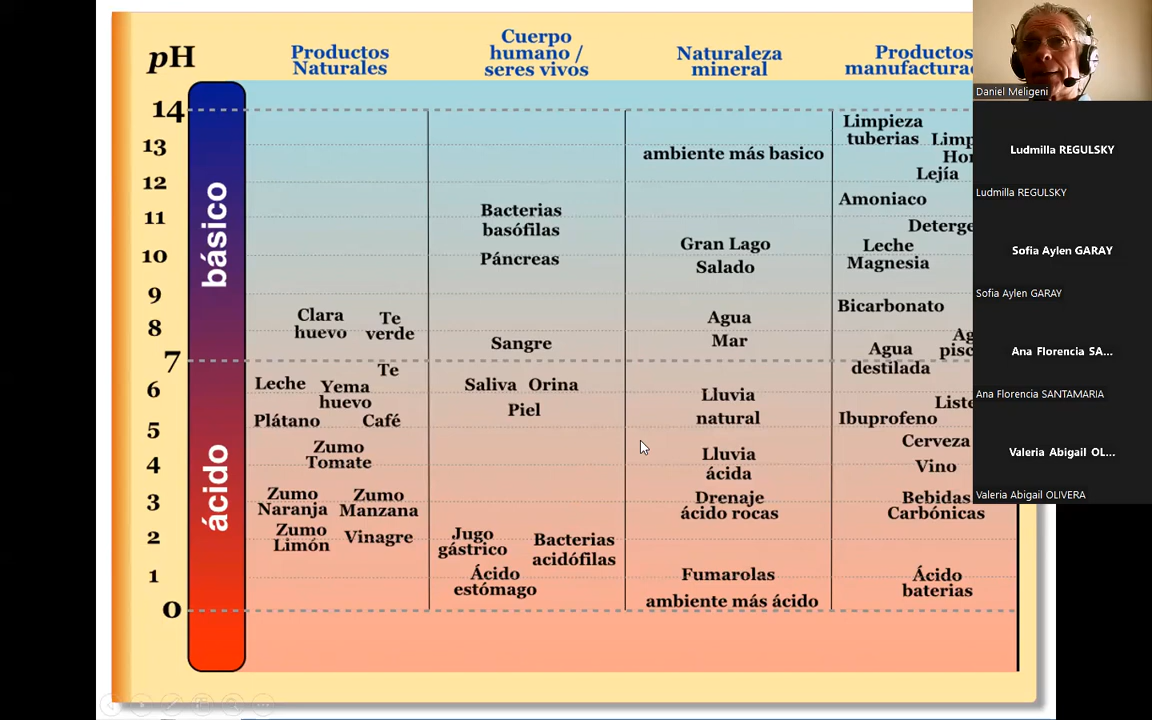 pH
Productos
Naturales
Cuerpo
humano /
seres vivos
Naturaleza
mineral
Productos
14
13
12
11
10
9
8
7
6
5
4
3
2
1
0
básico
ácido
Clara
huevo
Te
verde
Te
Leche
Yema
huevo
Plátano
Café
Zumo
Tomate
Zumo
Naranja
Zumo
Manzana
Zumo
Limón
Vinagre
Bacterias
basófilas
Páncreas
Sangre
Saliva
Orina
Piel
Jugo
gástrico
Bacterias
acidófilas
Ácido
estómago
ambiente más basico
Gran Lago
Salado
Agua
Mar
Lluvia
natural
Lluvia
ácida
Drenaje
ácido rocas
Fumarolas
ambiente más ácido
Limpieza
tuberias
Lejía
Amoniaco
Leche
Magnesia
Bicarbonato
Agua
destilada
Ibuprofeno
Cerveza
Vino
Bebidas
Carbónicas
Ácido
baterias
Daniel Meligeni
Ludmilla REGULSKY
Ludmilla REGULSKY
Sofia Aylen GARAY
Sofia Aylen GARAY
Ana Florencia SA...
Ana Florencia SANTAMARIA
Valeria Abigail OL...
Valeria Abigail OLIVERA